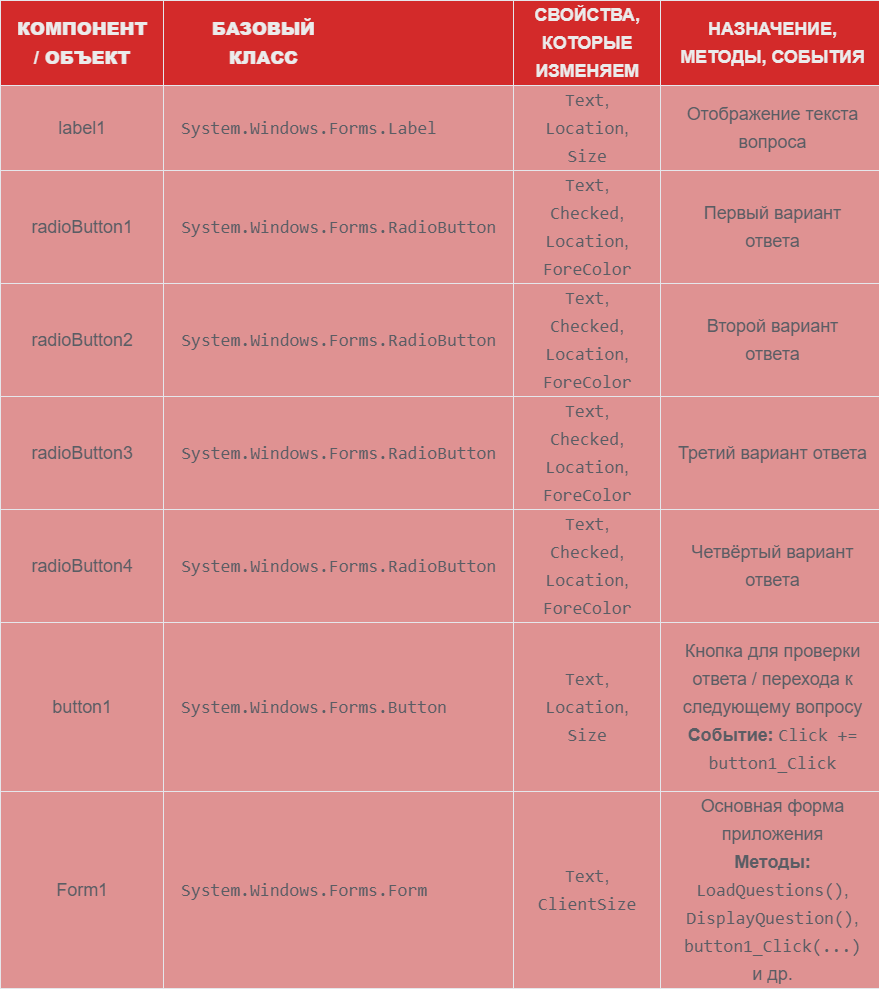 КОМПОНЕНТ / ОБЪЕКТ
БАЗОВЫЙ КЛАСС
СВОЙСТВА, КОТОРЫЕ ИЗМЕНЯЕМ
НАЗНАЧЕНИЕ, МЕТОДЫ, СОБЫТИЯ
label1
System.Windows.Forms.Label
Text,
Location,
Size
Отображение текста
вопроса
radioButton1
System.Windows.Forms.RadioButton
Text,
Checked,
Location,
ForeColor
Первый вариант
ответа
radioButton2
System.Windows.Forms.RadioButton
Text,
Checked,
Location,
ForeColor
Второй вариант
ответа
radioButton3
System.Windows.Forms.RadioButton
Text,
Checked,
Location,
ForeColor
Третий вариант ответа
radioButton4
System.Windows.Forms.RadioButton
Text,
Checked,
Location,
ForeColor
Четвёртый вариант
ответа
button1
System.Windows.Forms.Button
Text,
Location,
Size
Кнопка для проверки
ответа / перехода к
следующему вопросу
Событие: Click +=
button1_Click
Form1
System.Windows.Forms.Form
Text,
ClientSize
Основная форма
приложения
Методы:
LoadQuestions(),
DisplayQuestion(),
button1_Click(...)
и др.